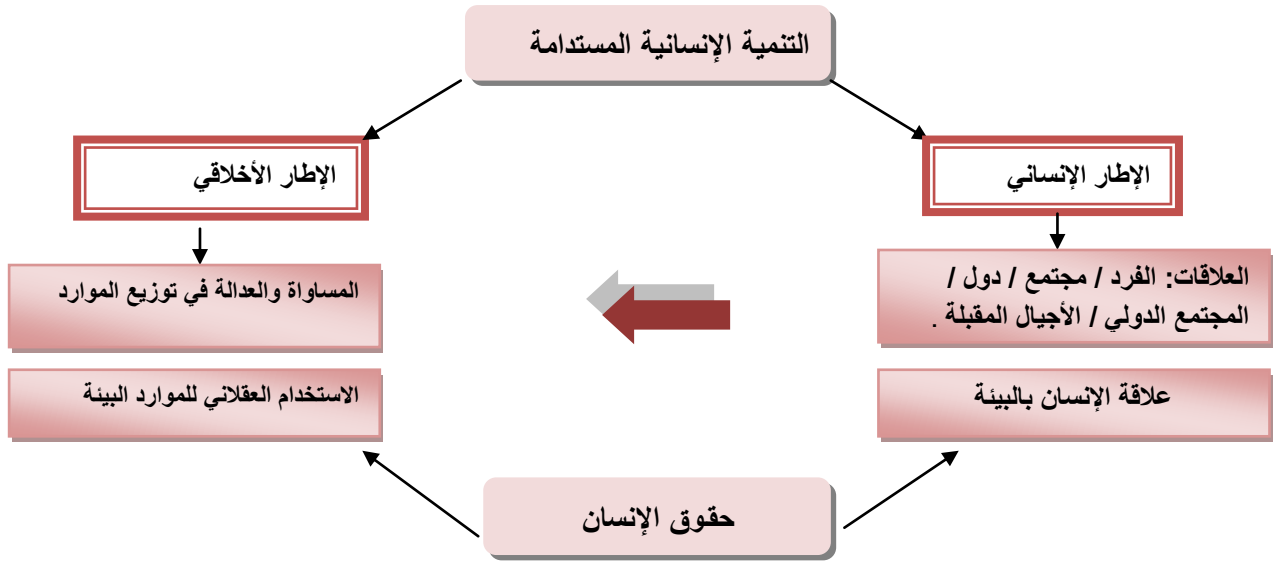 التنمية الإنسانية المستدامة
الإطار الإنساني
الإطار الأخلاقي
العلاقات: الفرد / مجتمع / دول /
المجتمع الدولي / الأجيال المقبلة .
المساواة والعدالة في توزيع الموارد
علاقة الإنسان بالبيئة
الاستخدام العقلاني للموارد البيئة
حقوق الإنسان